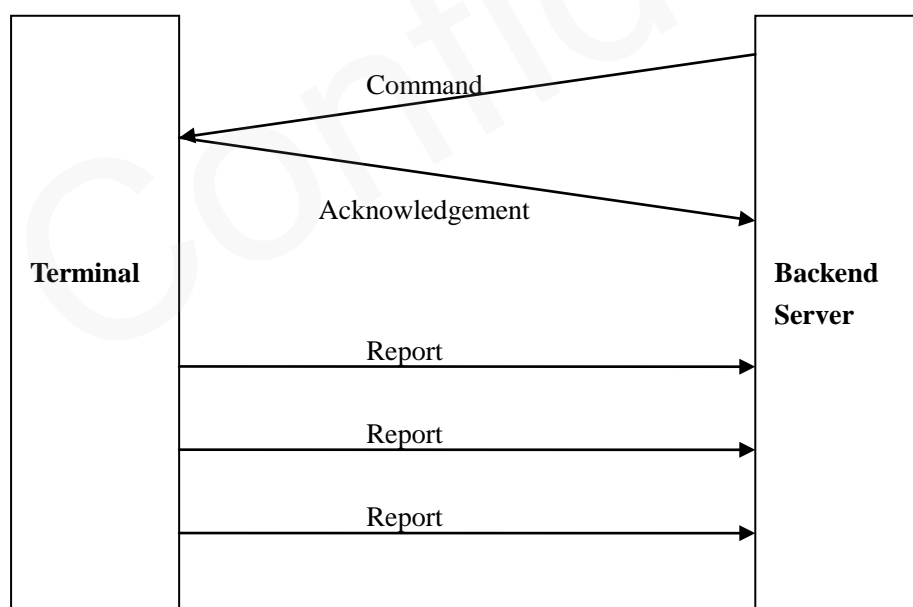 Command
Acknowledgement
Terminal
Backend
Server
Report
Report
Report